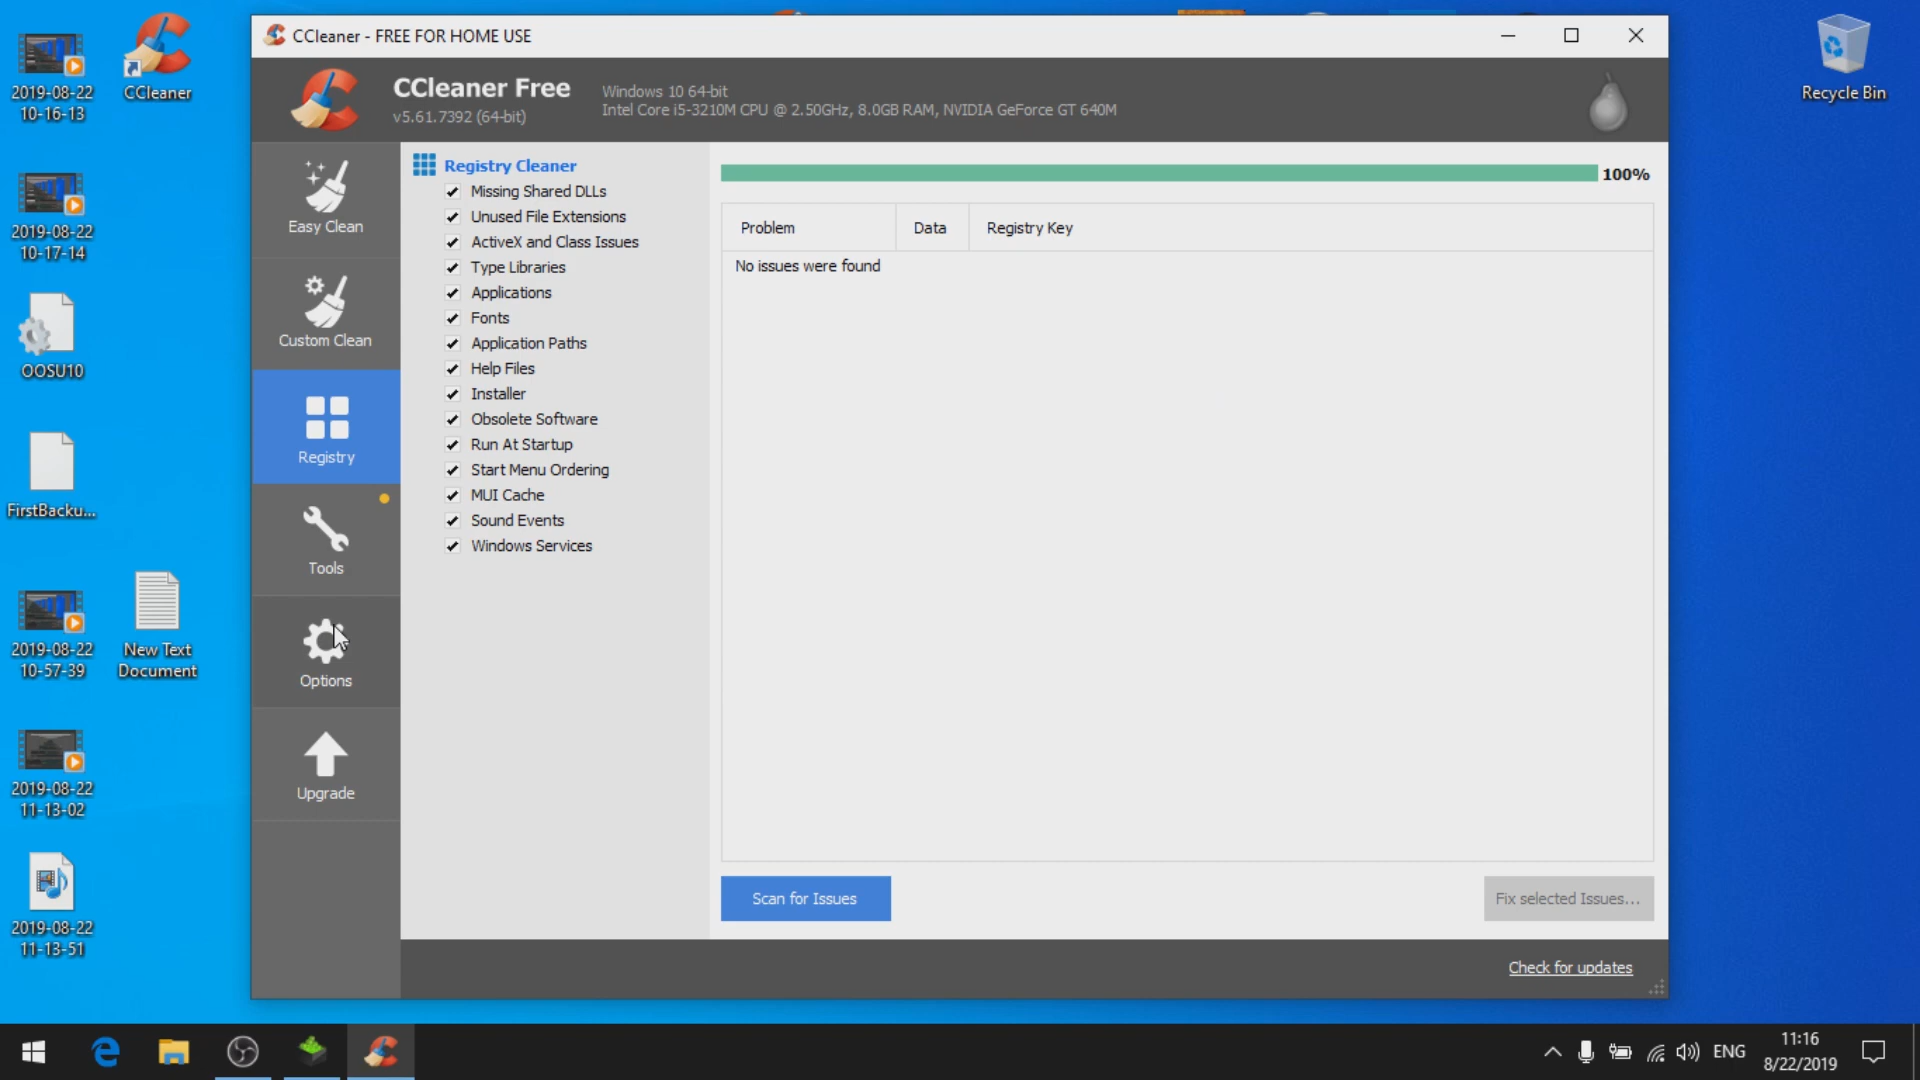 2019-08-22
10-16-13
CCleaner
2019-08-22
10-17-14
OOSU10
FirstBacku...
2019-08-22
10-57-39
New Text
Document
2019-08-22
11-13-02
2019-08-22
11-13-51
Recycle Bin
CCleaner - FREE FOR HOME USE
CCleaner Free
v5.61.7392 (64-bit)
Windows 10 64-bit
Intel Core i5-3210M CPU @ 2.50GHz, 8.0GB RAM, NVIDIA GeForce GT 640M
Easy Clean
Custom Clean
Registry
Tools
Options
Upgrade
Registry Cleaner
Missing Shared DLLs
Unused File Extensions
ActiveX and Class Issues
Type Libraries
Applications
Fonts
Application Paths
Help Files
Installer
Obsolete Software
Run At Startup
Start Menu Ordering
MUI Cache
Sound Events
Windows Services
100%
Problem Data Registry Key
No issues were found
Scan for Issues
Fix selected Issues...
Check for updates
ENG
11:16
8/22/2019